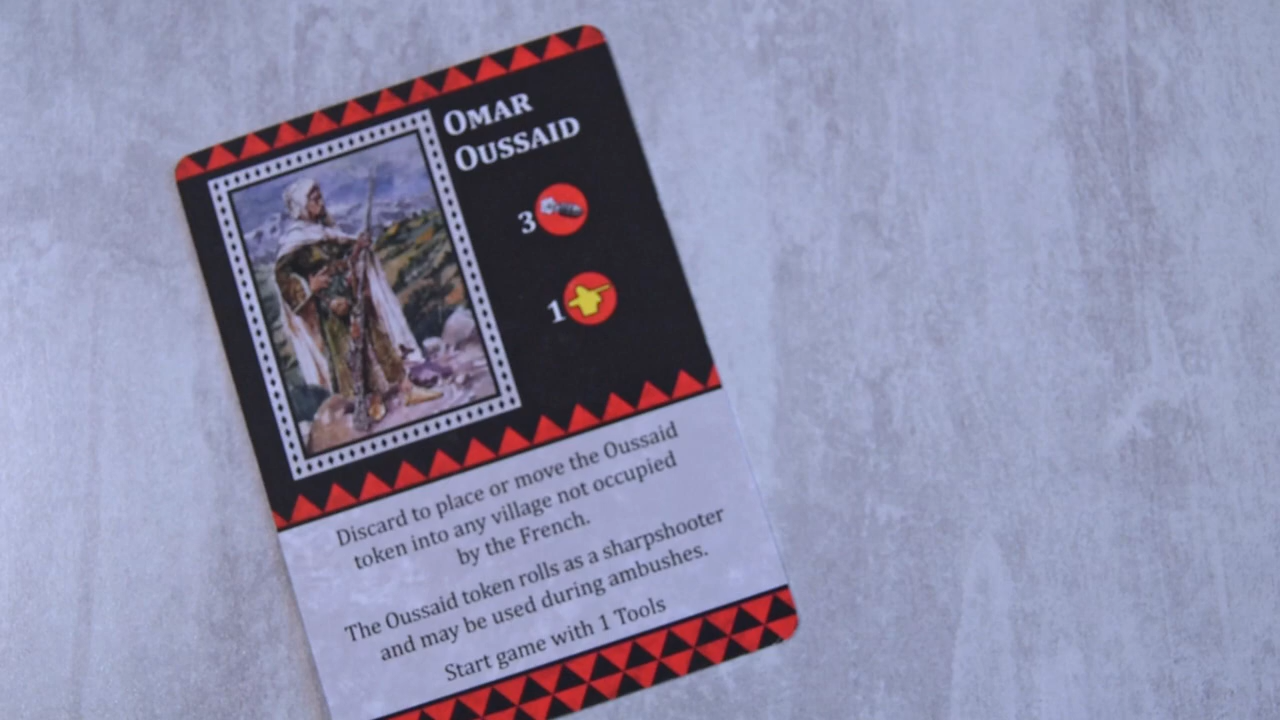 OMAR
OUSSAID
3
1
Discard to place or move the Oussaid
token into any village not occupied
by the French.
The Oussaid token rolls as a sharpshooter
and may be used during ambushes.
Start game with 1 Tools